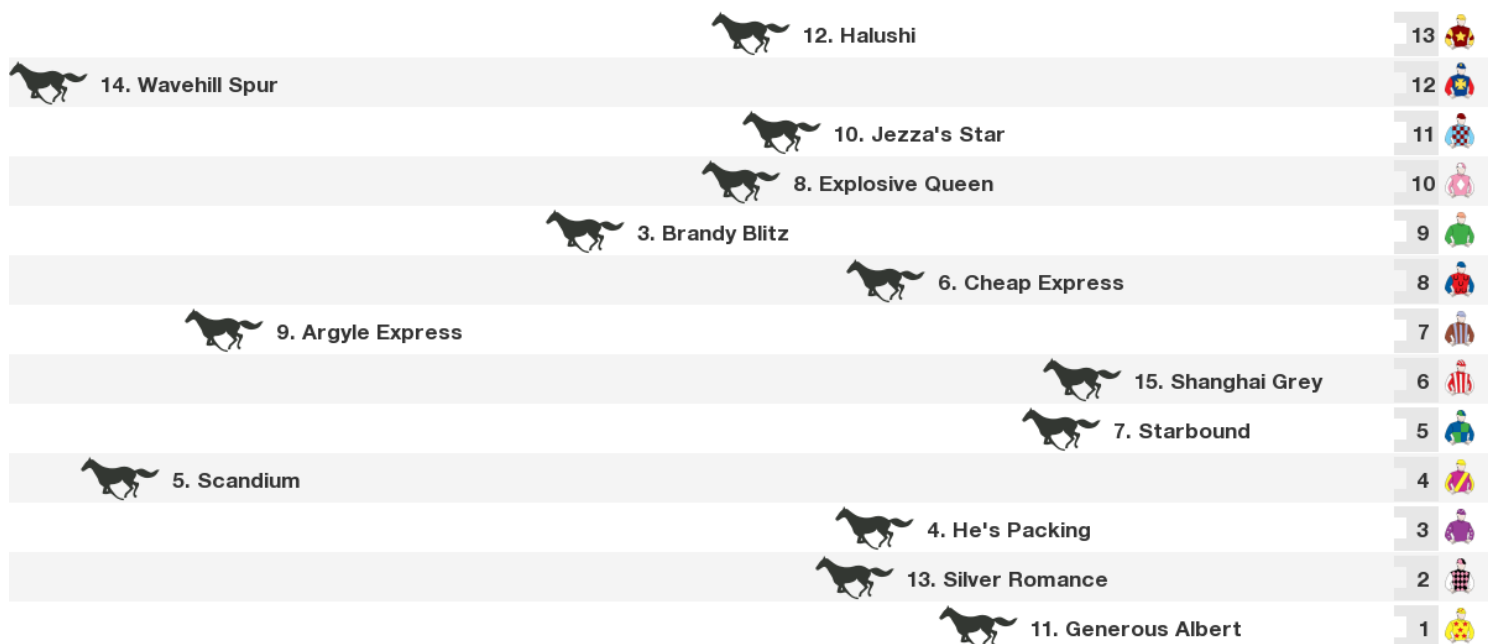 12. Halushi 13
14. Wavehill Spur 12
10. Jezza's Star 11
8. Explosive Queen 10
3. Brandy Blitz 9
6. Cheap Express 8
9. Argyle Express 7
15. Shanghai Grey 6
7. Starbound 5
5. Scandium 4
4. He's Packing 3
13. Silver Romance 2
11. Generous Albert 1